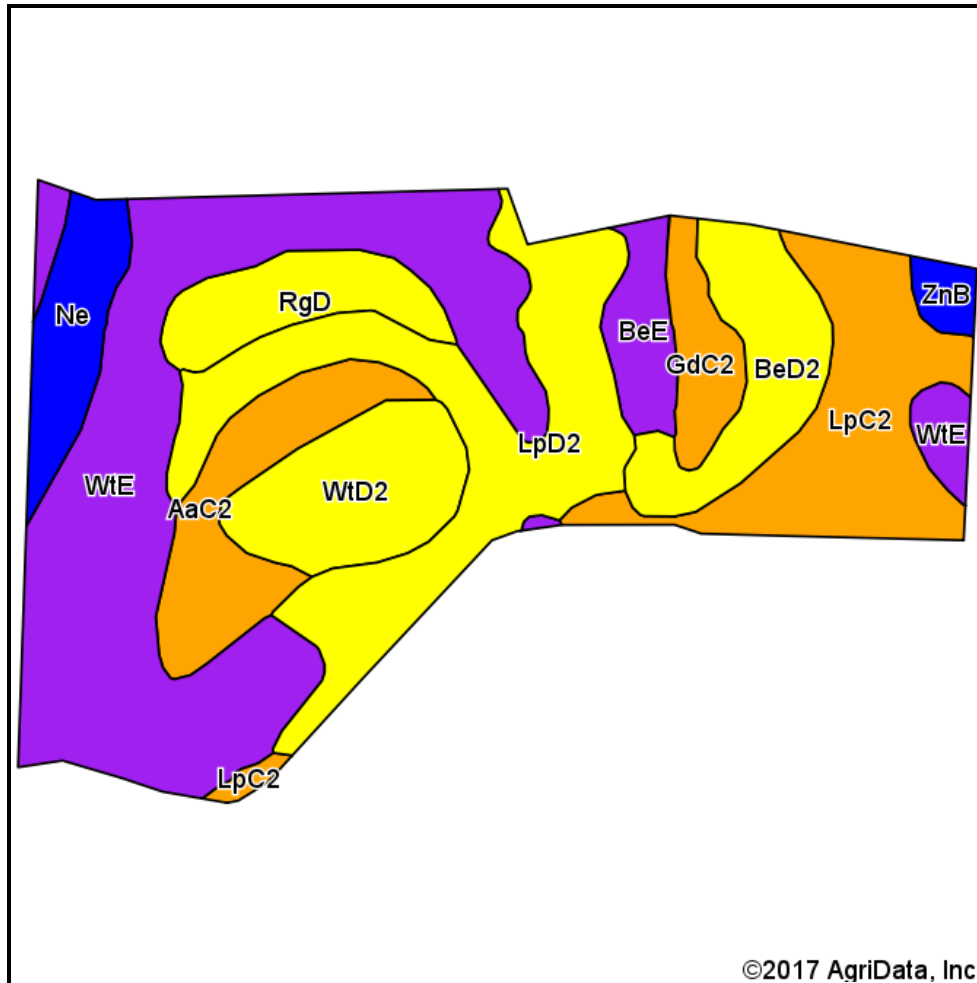 RgD
ZnB
Ne
BeE
GdC2
BeD2
LpC2
WtE
LpD2
WtE
WtD2
AaC2
LpC2
©2017 AgriData, Inc